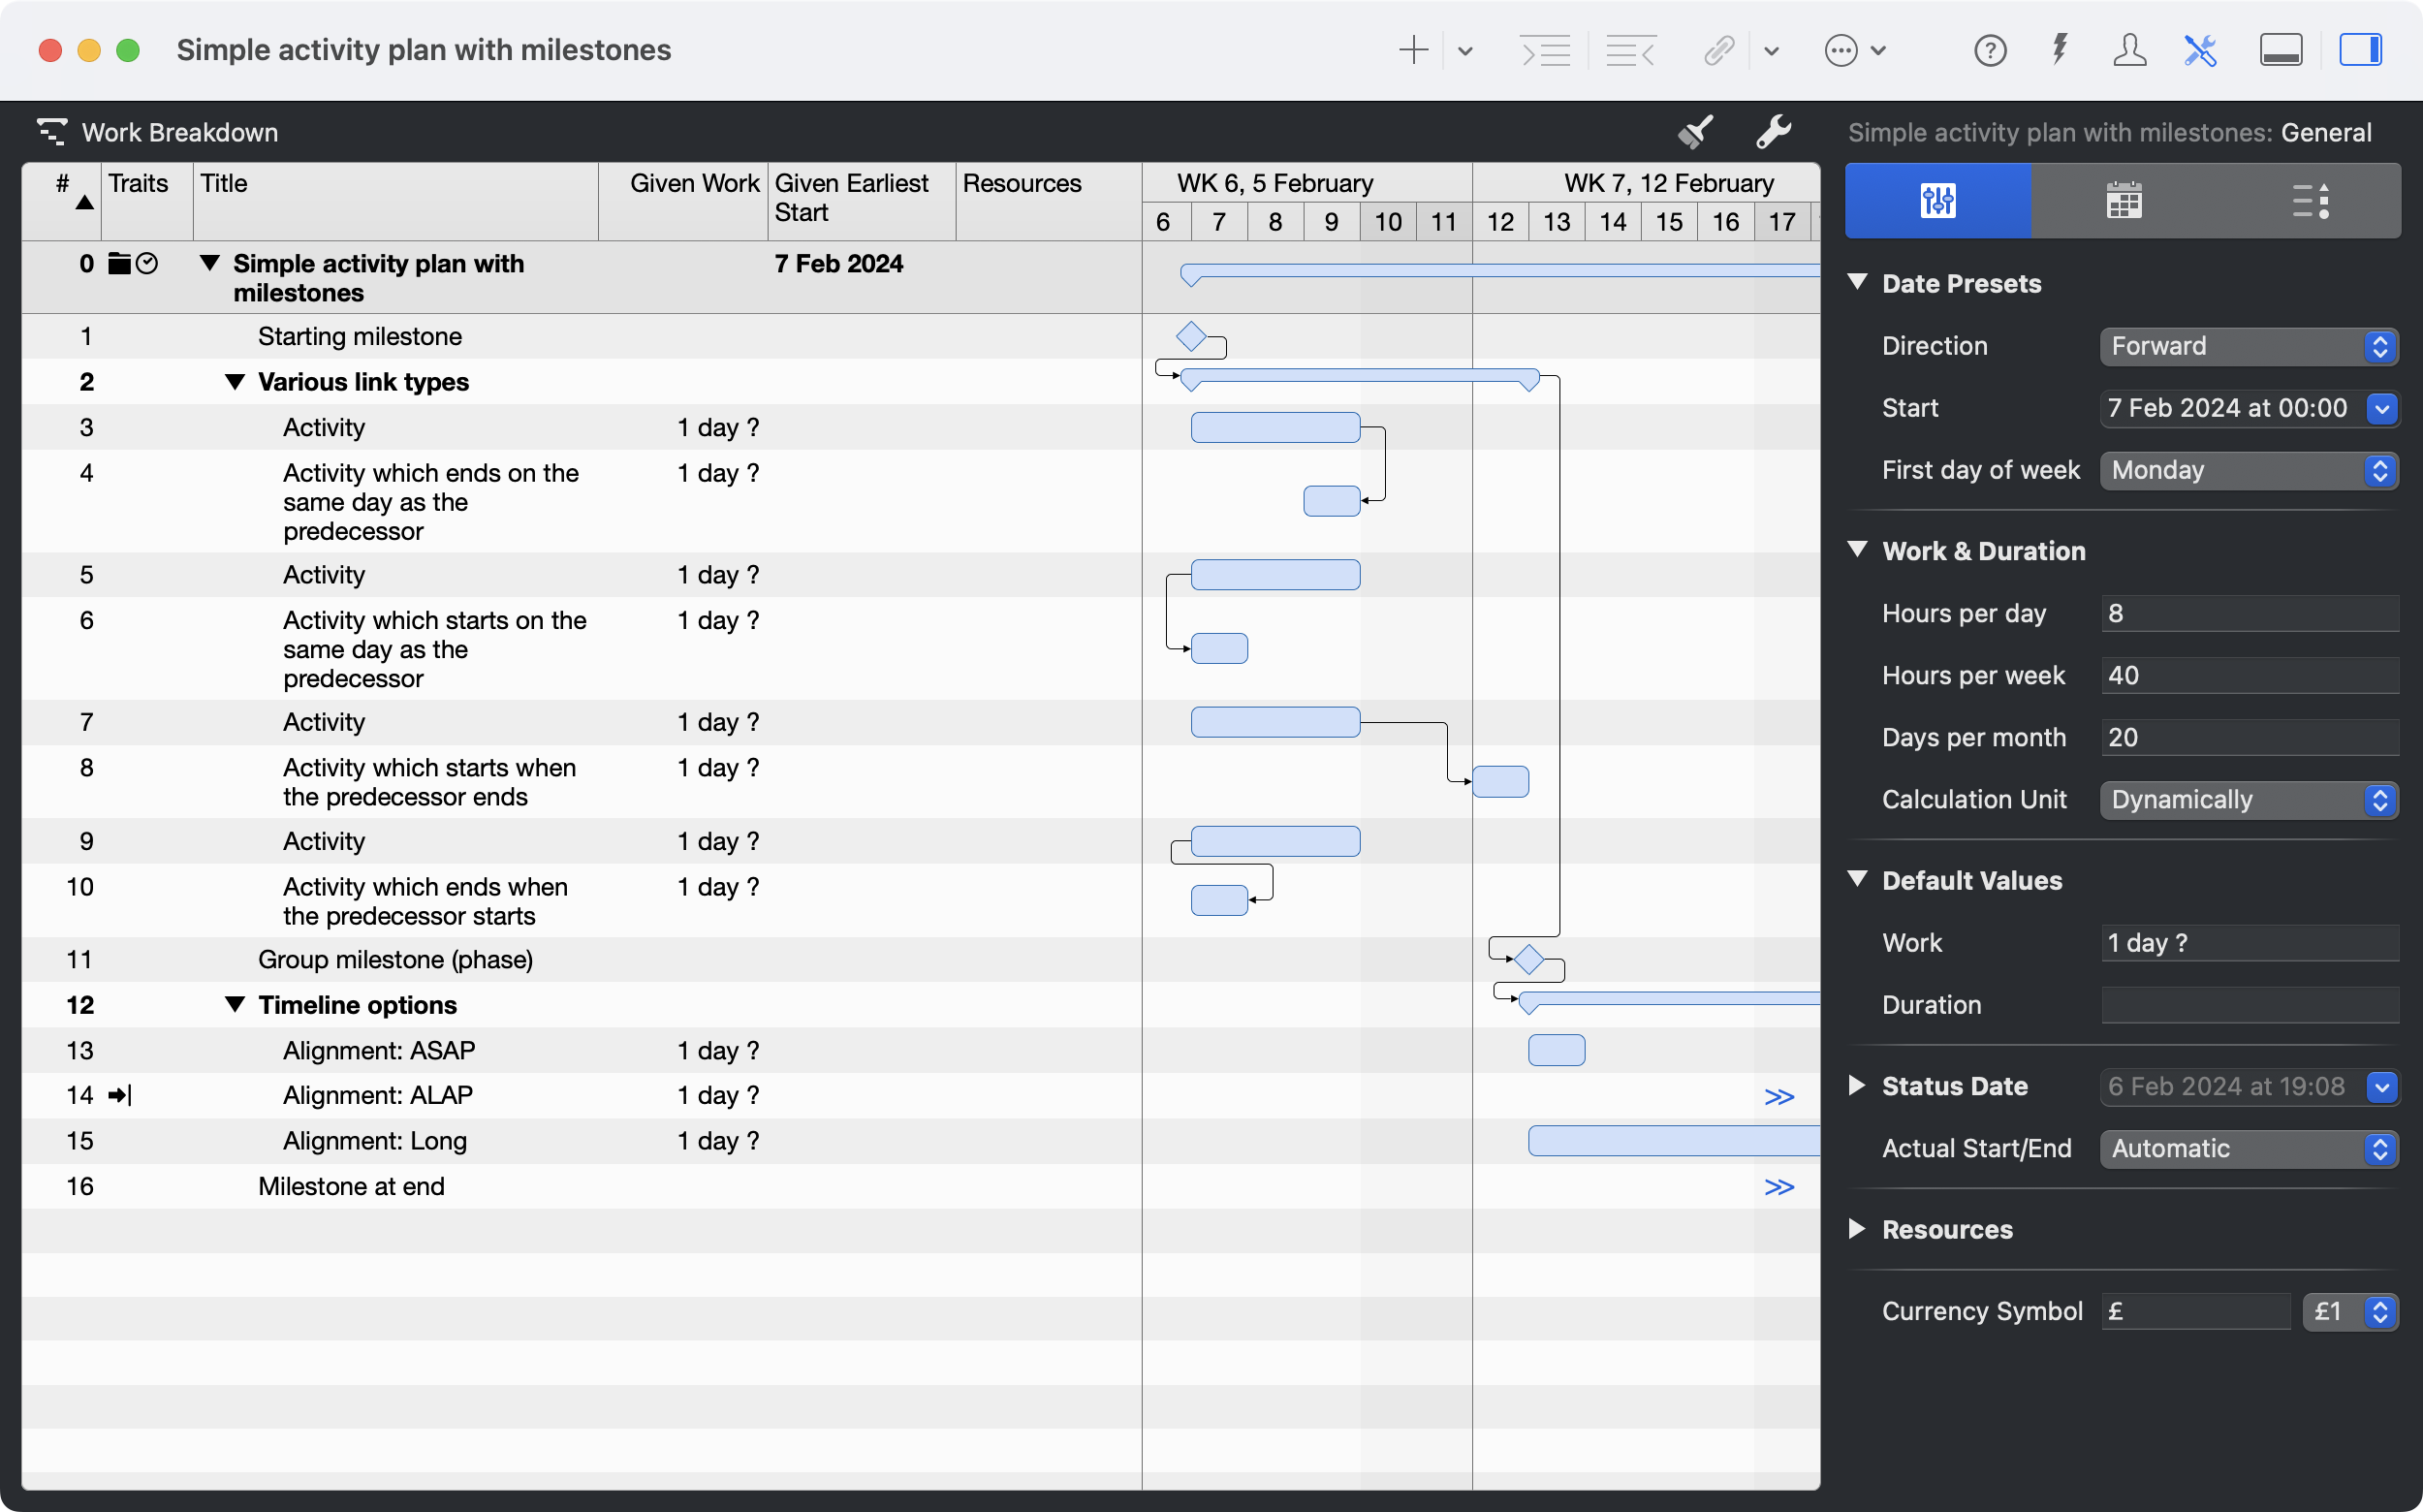 Simple activity plan with milestones
Work Breakdown
# Traits Title Given Work Given Earliest Start Resources
WK 6, 5 February WK 7, 12 February
6 7 8 9 10 11 12 13 14 15 16 17
0 Simple activity plan with milestones 7 Feb 2024
1 Starting milestone
2 Various link types
3 Activity 1 day ?
4 Activity which ends on the same day as the predecessor 1 day ?
5 Activity 1 day ?
6 Activity which starts on the same day as the predecessor 1 day ?
7 Activity 1 day ?
8 Activity which starts when the predecessor ends 1 day ?
9 Activity 1 day ?
10 Activity which ends when the predecessor starts 1 day ?
11 Group milestone (phase)
12 Timeline options
13 Alignment: ASAP 1 day ?
14 Alignment: ALAP 1 day ?
15 Alignment: Long 1 day ?
16 Milestone at end
Simple activity plan with milestones: General
Date Presets
Direction Forward
Start 7 Feb 2024 at 00:00
First day of week Monday
Work & Duration
Hours per day 8
Hours per week 40
Days per month 20
Calculation Unit Dynamically
Default Values
Work 1 day ?
Duration
Status Date 6 Feb 2024 at 19:08
Actual Start/End Automatic
Resources
Currency Symbol £ £1